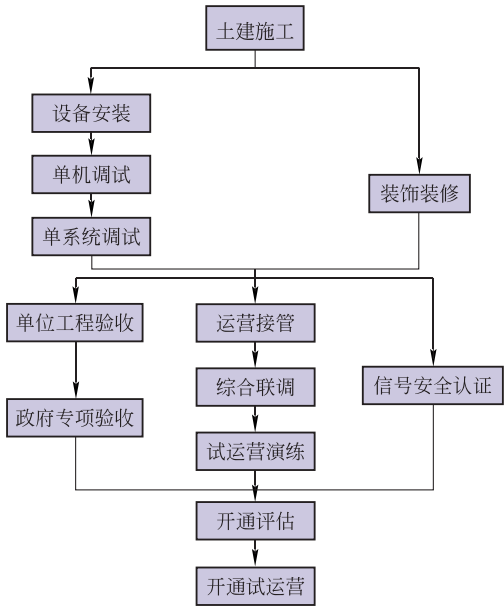 土建施工
设备安装
单机调试
装饰装修
单系统调试
单位工程验收
运营接管
综合联调
信号安全认证
政府专项验收
试运营演练
开通评估
开通试运营